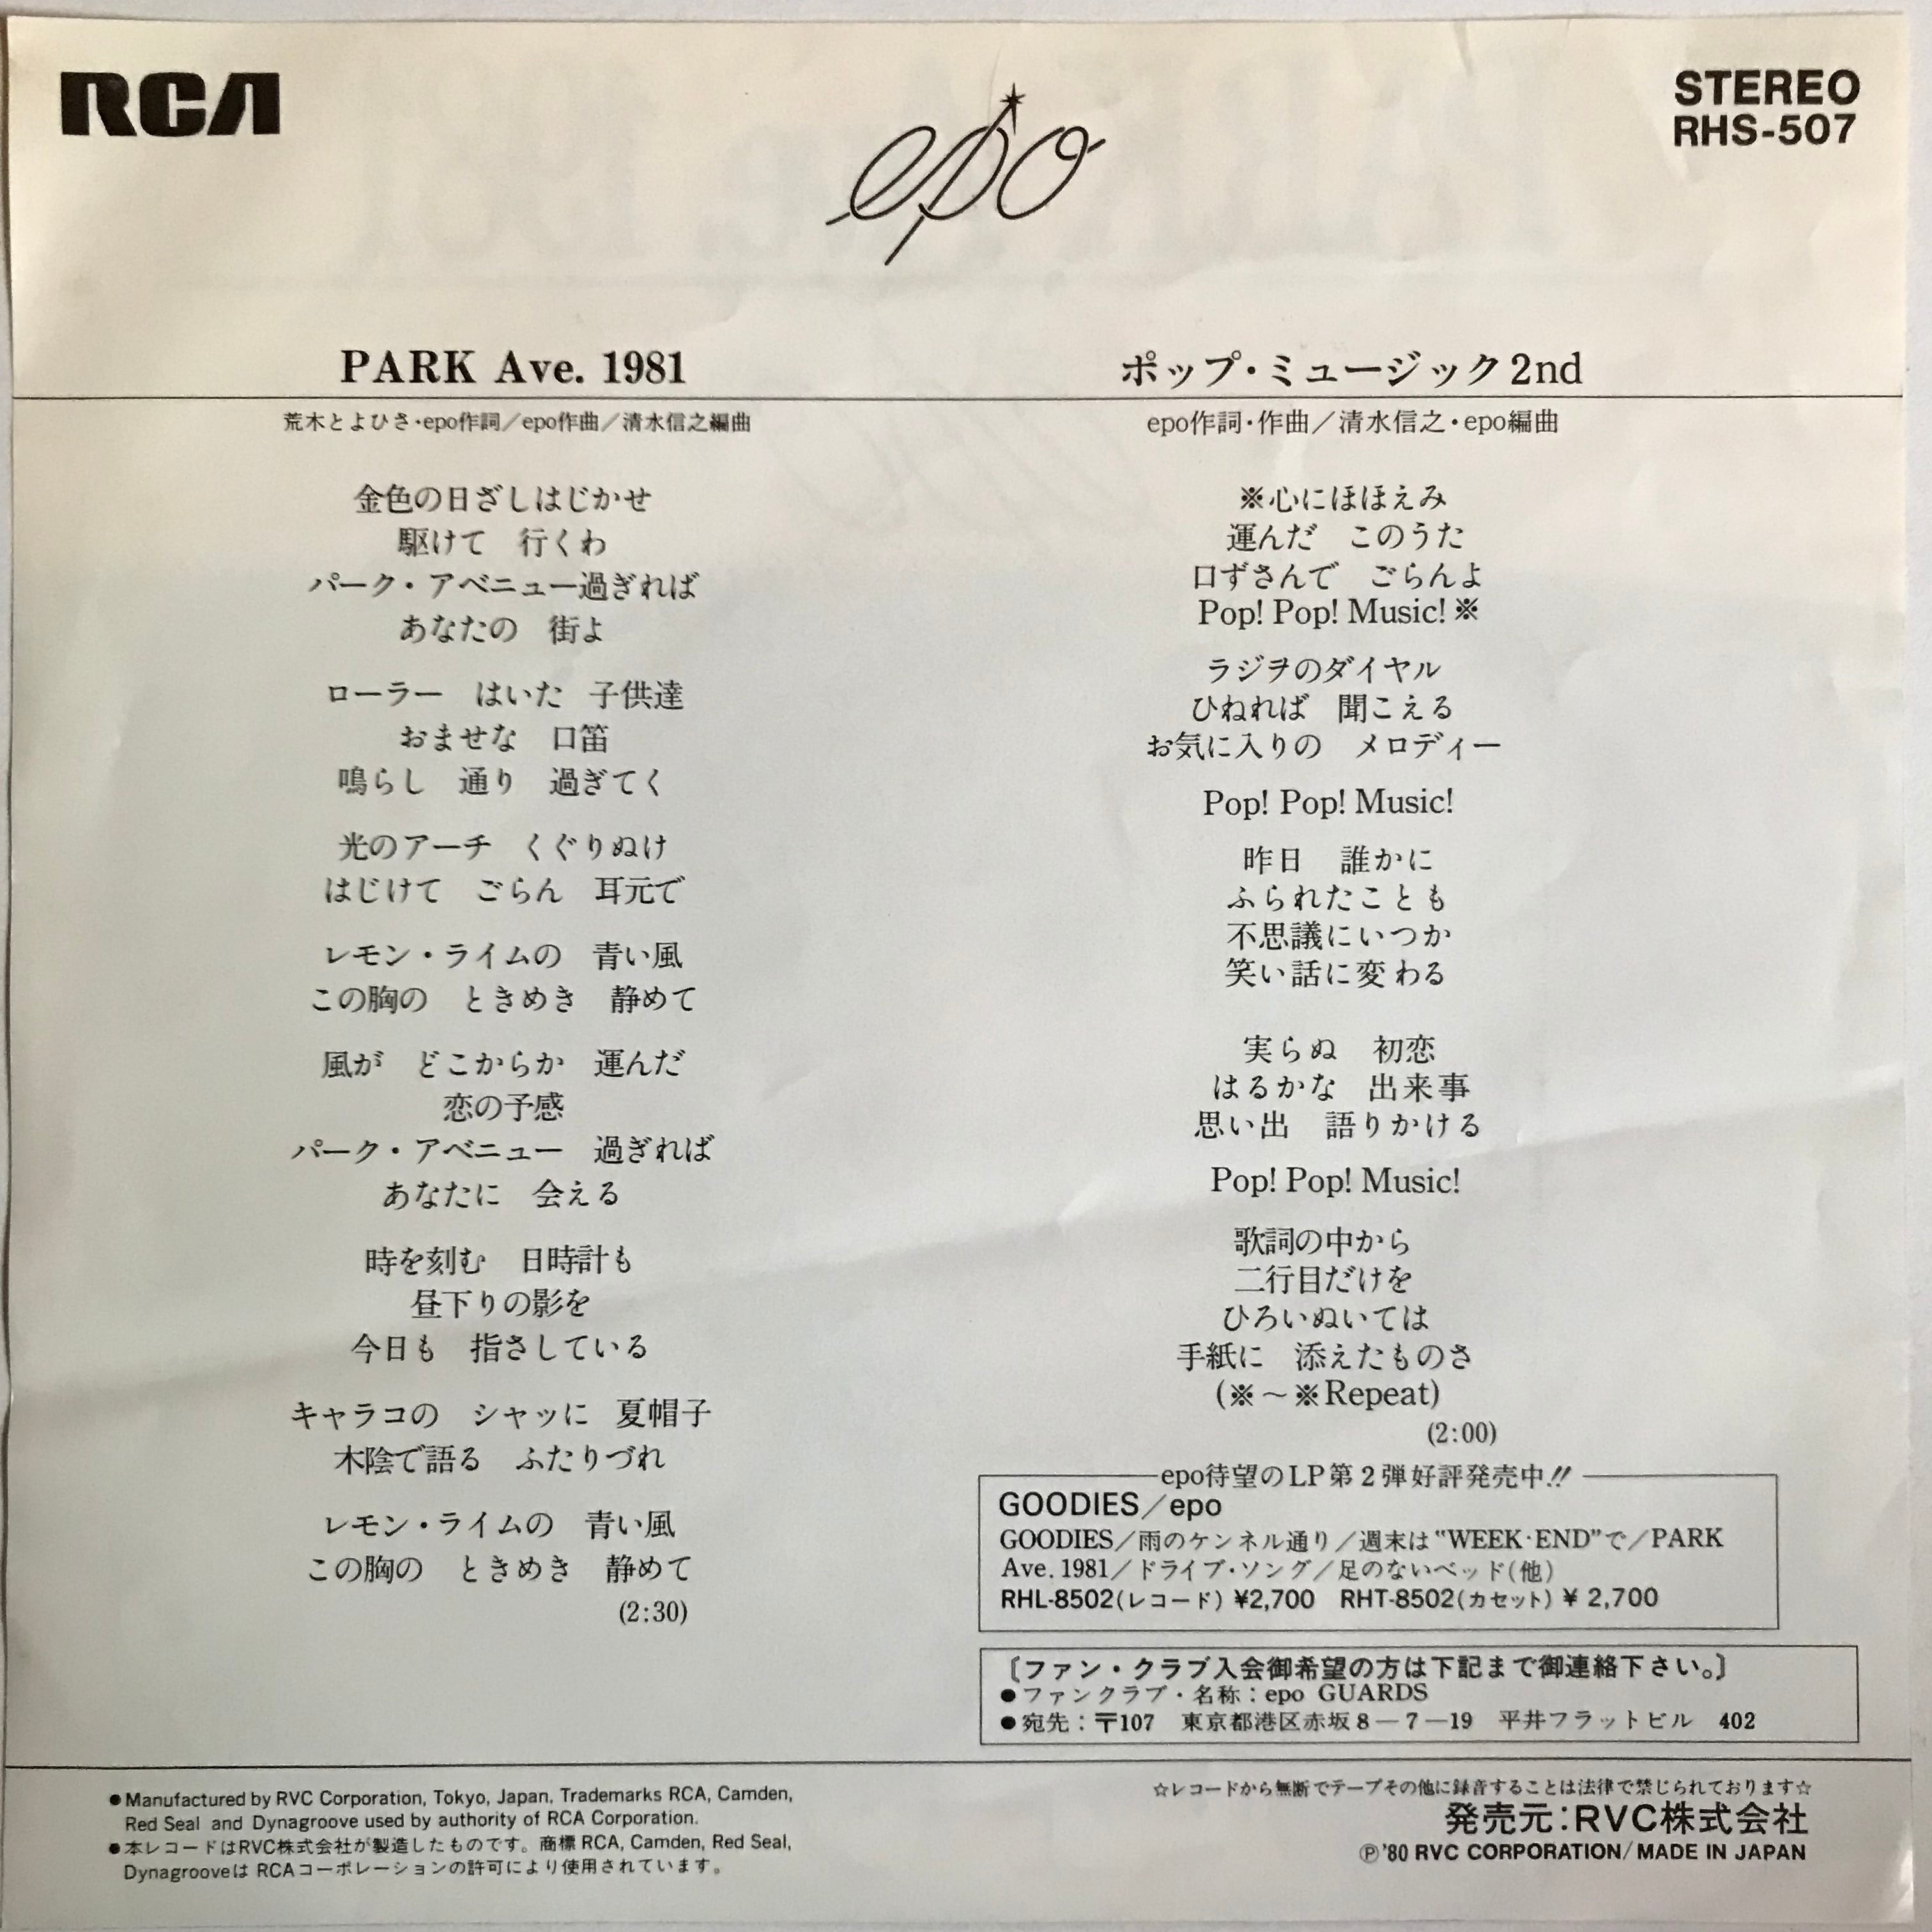 RCA
epo
STEREO
RHS-507
PARK Ave. 1981
荒木とよひさ・epo作詞／epo作曲／清水信之編曲
金色の日ざしはじかせ
駆けて　行くわ
パーク・アベニュー過ぎれば
あなたの　街よ
ローラー　はいた　子供達
おませな　口笛
鳴らし　通り　過ぎてく
光のアーチ　くぐりぬけ
はじけて　ごらん　耳元で
レモン・ライムの　青い風
この胸の　ときめき　静めて
風が　どこからか　運んだ
恋の予感
パーク・アベニュー　過ぎれば
あなたに　会える
時を刻む　日時計も
昼下りの影を
今日も　指さしている
キャラコの　シャッに　夏帽子
木陰で語る　ふたりづれ
レモン・ライムの　青い風
この胸の　ときめき　静めて
(2:30)
ポップ・ミュージック2nd
epo作詞・作曲／清水信之・epo編曲
※心にほほえみ
運んだ　このうた
口ずさんで　ごらんよ
Pop! Pop! Music!※
ラジヲのダイヤル
ひねれば　聞こえる
お気に入りの　メロディー
Pop! Pop! Music!
昨日　誰かに
ふられたことも
不思議にいつか
笑い話に変わる
実らぬ　初恋
はるかな　出来事
思い出　語りかける
Pop! Pop! Music!
歌詞の中から
二行目だけを
ひろいぬいては
手紙に　添えたものさ
(※～※Repeat)
(2:00)
epo待望のLP第2弾好評発売中!!
GOODIES／epo
GOODIES／雨のケンネル通り／週末は“WEEK・END”で／PARK
Ave. 1981／ドライブ・ソング／足のないベッド(他)
RHL-8502(レコード) ¥2,700　RHT-8502(カセット) ¥ 2,700
〔ファン・クラブ入会御希望の方は下記まで御連絡下さい。〕
●ファンクラブ・名称：epo GUARDS
●宛先：〒107　東京都港区赤坂8－7－19　平井フラットビル　402
●Manufactured by RVC Corporation, Tokyo, Japan, Trademarks RCA, Camden,
Red Seal and Dynagroove used by authority of RCA Corporation.
●本レコードはRVC株式会社が製造したものです。商標RCA, Camden, Red Seal,
DynagrooveはRCAコーポレーションの許可により使用されています。
☆レコードから無断でテープその他に録音することは法律で禁じられております☆
発売元：RVC株式会社
Ⓟ'80 RVC CORPORATION/MADE IN JAPAN